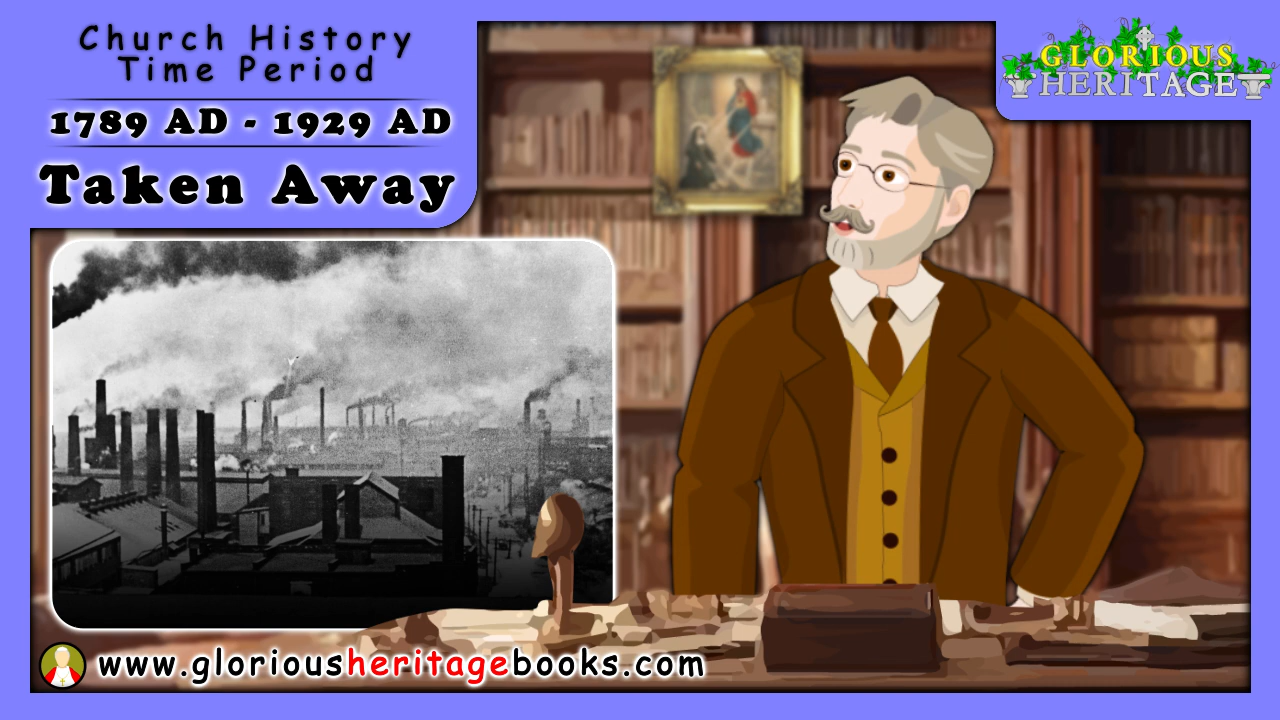 Church History
Time Period
1789 AD - 1929 AD
Taken Away
GLORIOUS
HERITAGE
www.gloriousheritagebooks.com